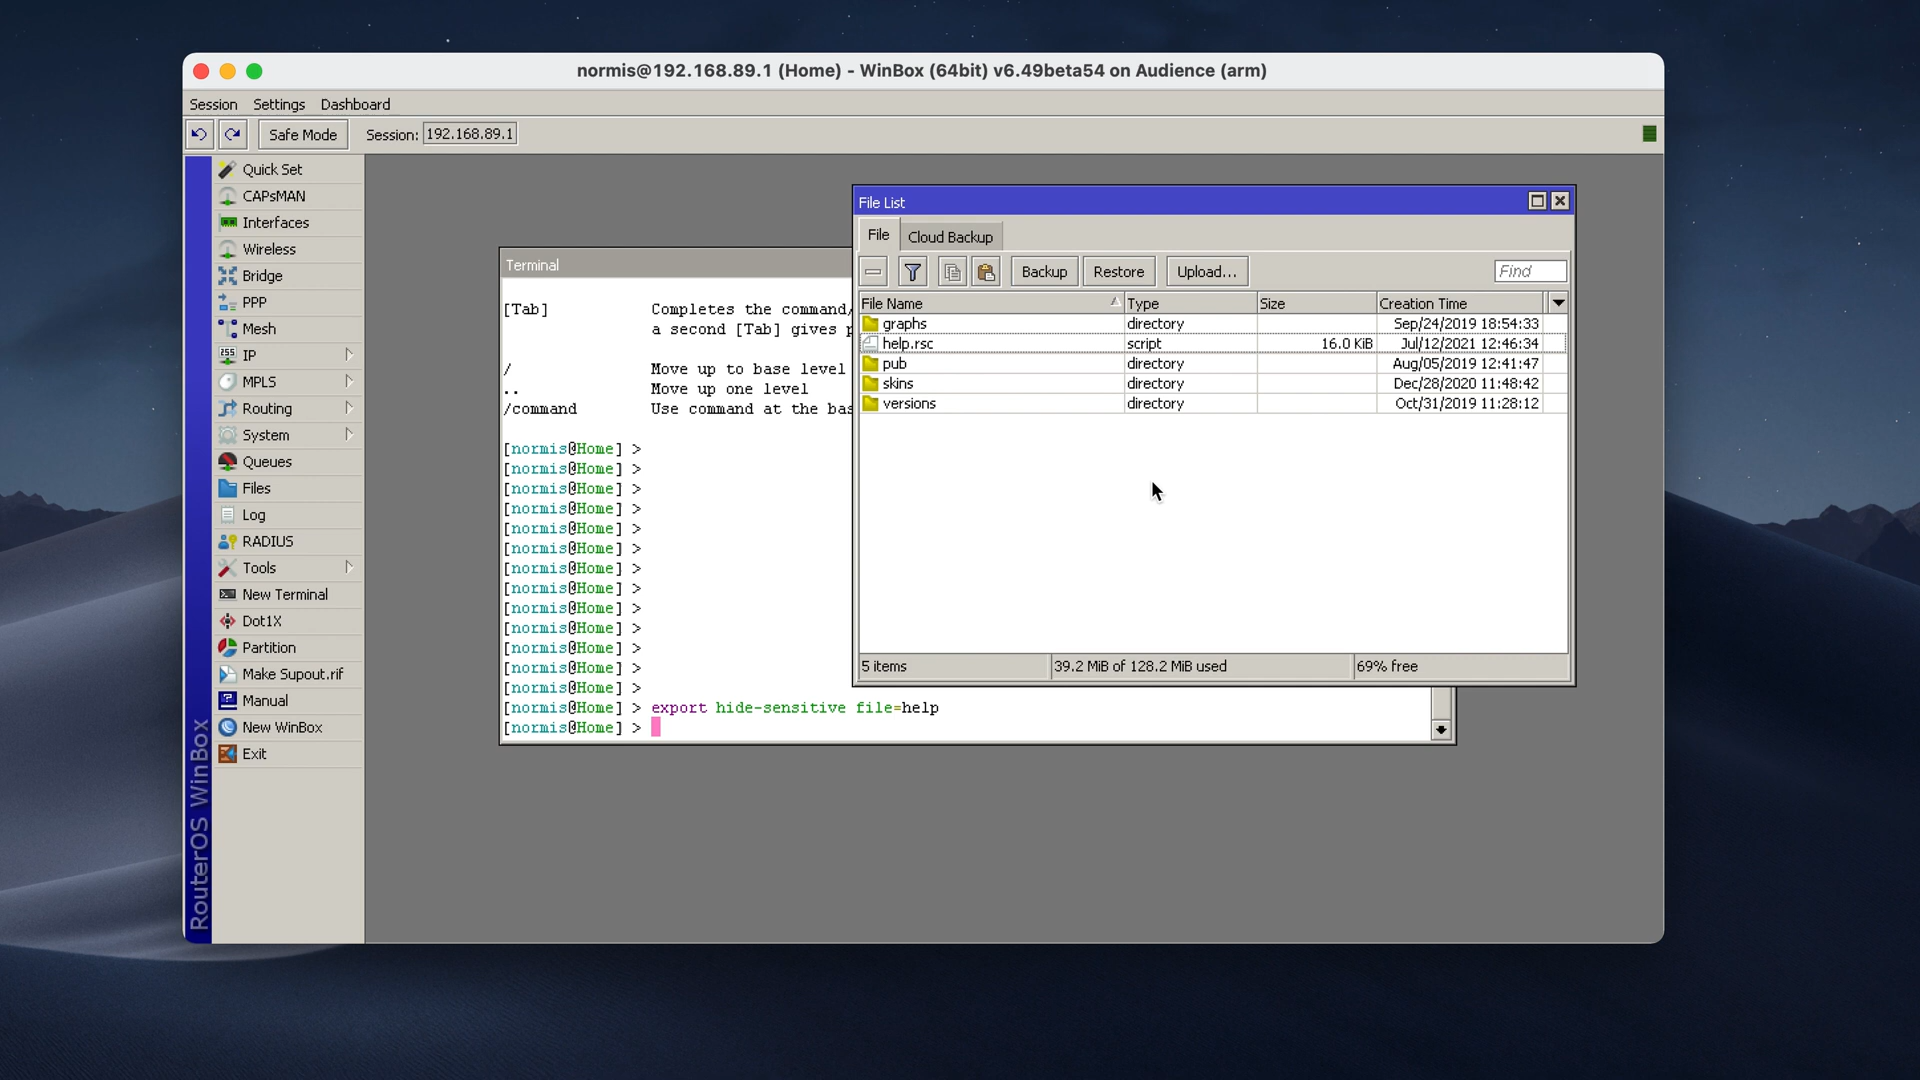 normis@192.168.89.1 (Home) - WinBox (64bit) v6.49beta54 on Audience (arm)
Session Settings Dashboard
Safe Mode Session: 192.168.89.1
Quick Set
CAPsMAN
Interfaces
Wireless
Bridge
PPP
Mesh
IP
MPLS
Routing
System
Queues
Files
Log
RADIUS
Tools
New Terminal
Dot1X
Partition
Make Supout.rif
Manual
New WinBox
Exit
RouterOS WinBox
Terminal
[Tab] Completes the command/
a second [Tab] gives
/ Move up to base level
.. Move up one level
/command Use command at the bas
[normis@Home] >
[normis@Home] >
[normis@Home] >
[normis@Home] >
[normis@Home] >
[normis@Home] >
[normis@Home] >
[normis@Home] >
[normis@Home] >
[normis@Home] >
[normis@Home] >
[normis@Home] >
[normis@Home] >
[normis@Home] > export hide-sensitive file=help
[normis@Home] >
File List
File Cloud Backup
Backup Restore Upload... Find
File Name Type Size Creation Time
graphs directory Sep/24/2019 18:54:33
help.rsc script 16.0 KiB Jul/12/2021 12:46:34
pub directory Aug/05/2019 12:41:47
skins directory Dec/28/2020 11:48:42
versions directory Oct/31/2019 11:28:12
5 items 39.2 MiB of 128.2 MiB used 69% free